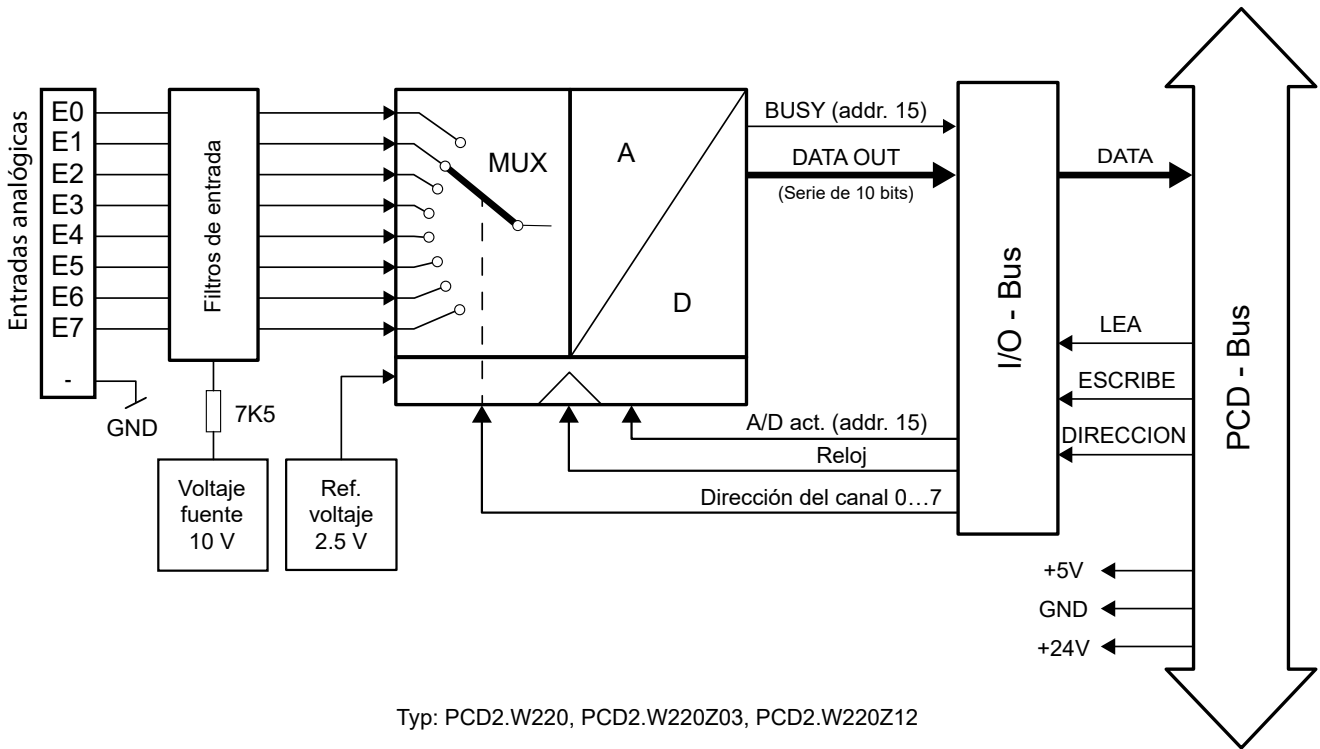 Entradas analógicas
E0
E1
E2
E3
E4
E5
E6
E7
-
GND
Filtros de entrada
7K5
Voltaje
fuente
10 V
Ref.
voltaje
2.5 V
MUX
A
D
BUSY (addr. 15)
DATA OUT
(Serie de 10 bits)
A/D act. (addr. 15)
Reloj
Dirección del canal 0…7
I/O - Bus
DATA
LEA
ESCRIBE
DIRECCION
+5V
GND
+24V
PCD - Bus
Typ: PCD2.W220, PCD2.W220Z03, PCD2.W220Z12